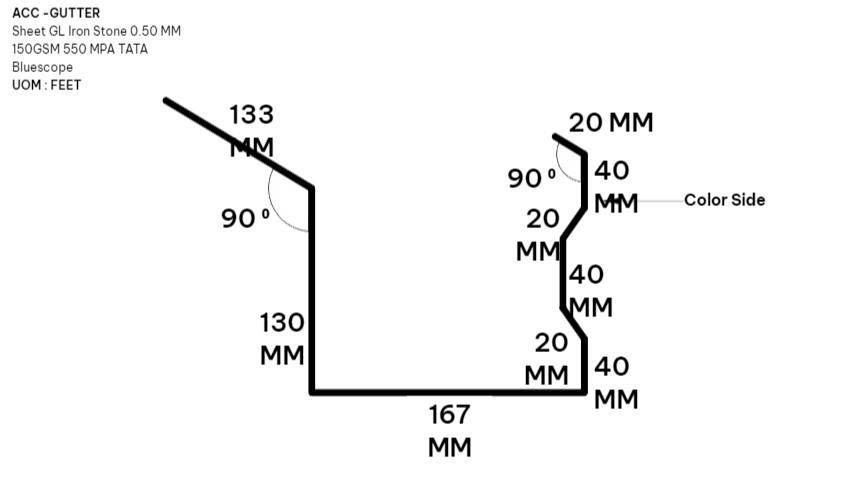 ACC -GUTTER
Sheet GL Iron Stone 0.50 MM
150GSM 550 MPA TATA
Bluescope
UOM : FEET
133
MM
20 MM
90 ⁰
40
MM
Color Side
90 ⁰
20
MM
40
MM
130
MM
20
MM
40
MM
167
MM